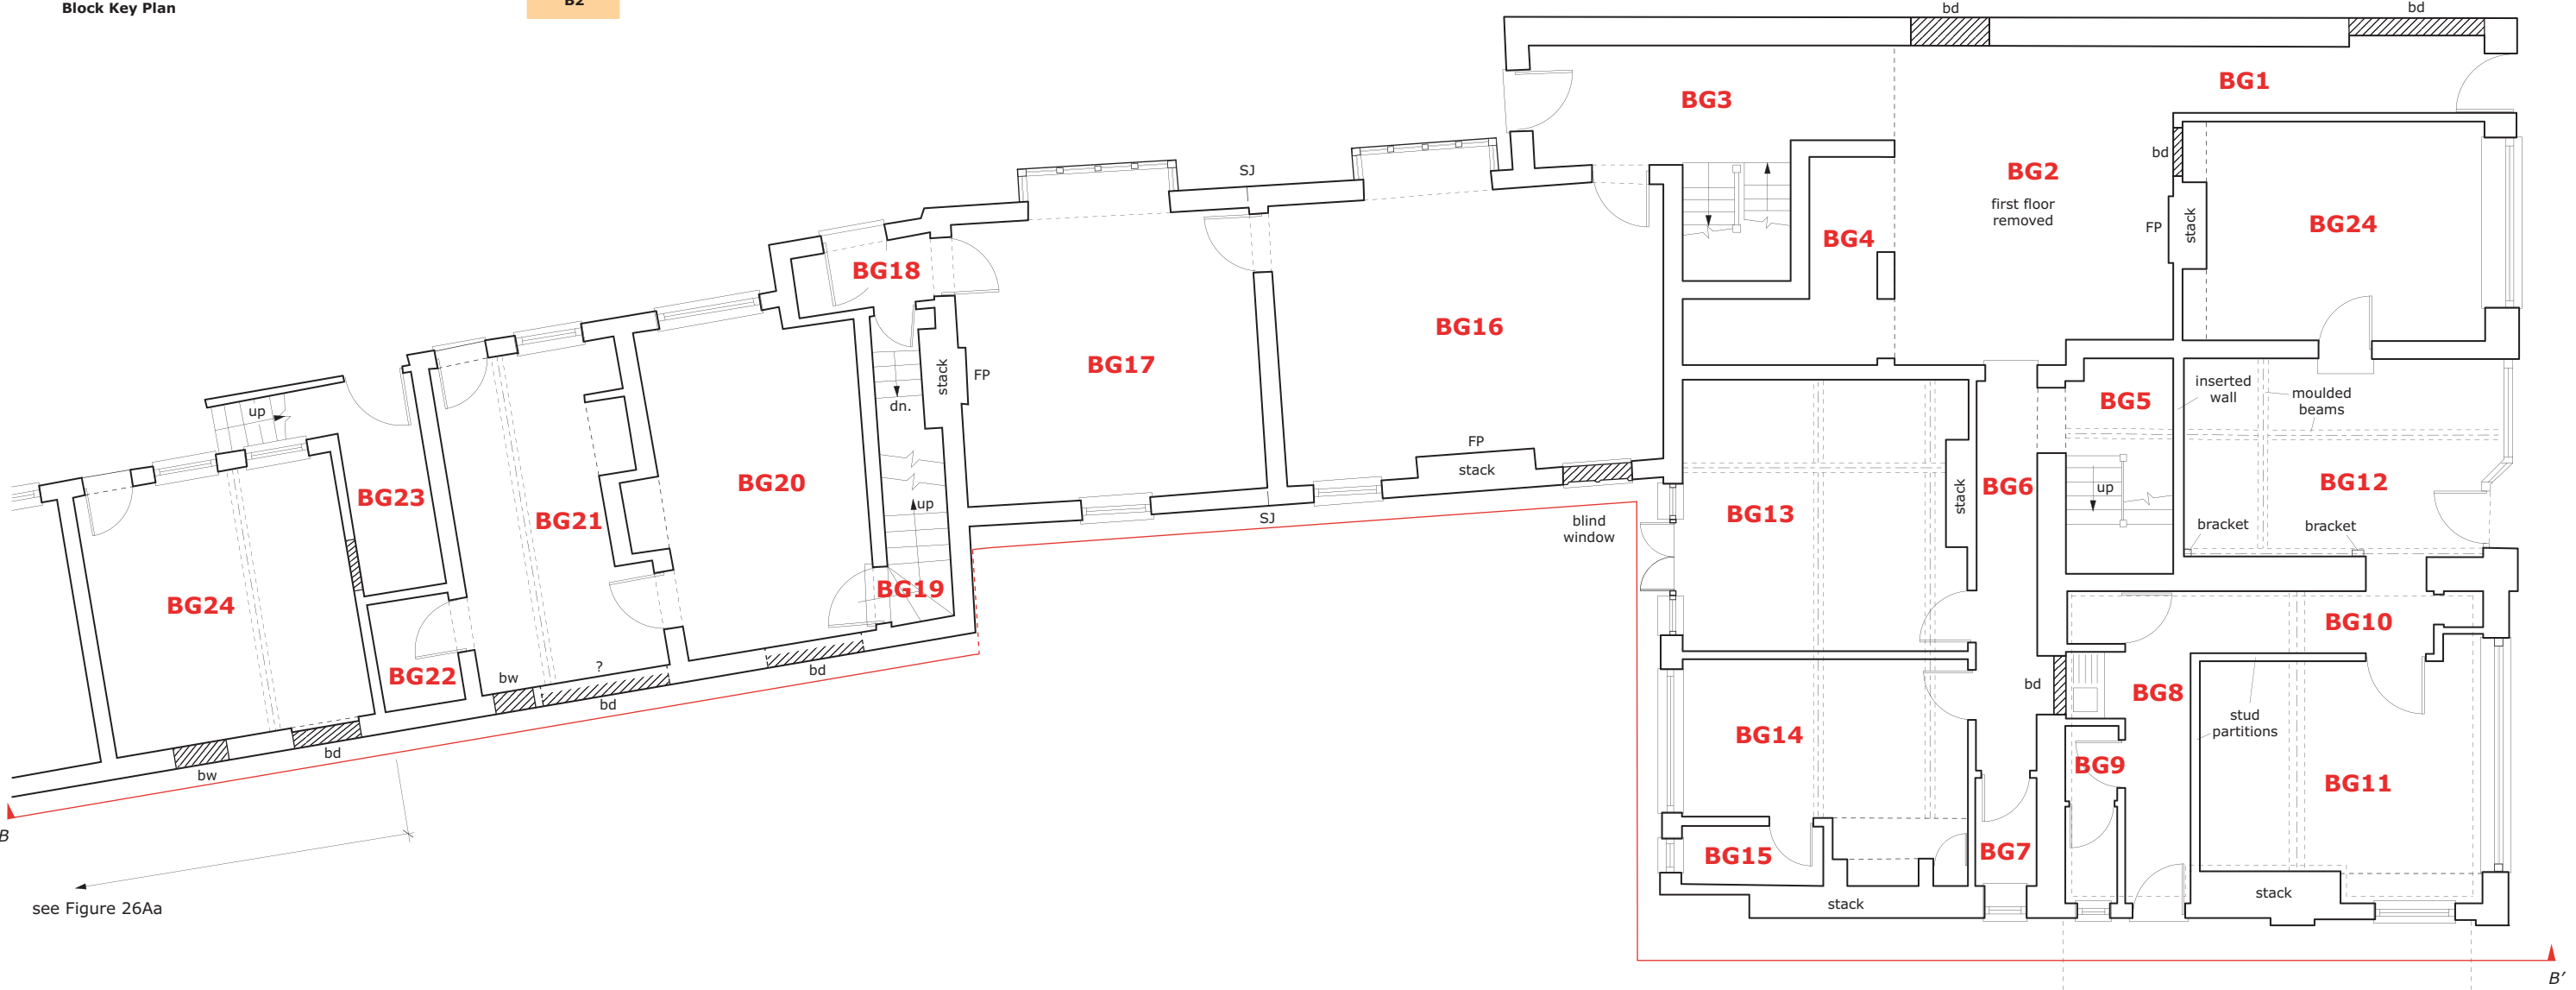 Block Key Plan
B2
bd
bd
BG3
BG1
BG2
first floor
removed
bd
FP
stack
BG24
BG4
SJ
BG18
BG16
BG17
FP
stack
dn.
up
BG5
inserted
wall
moulded
beams
up
BG23
BG20
BG21
FP
stack
SJ
blind
window
BG13
stack
BG6
up
BG12
bracket
bracket
up
BG19
BG24
BG22
bw
?
bd
bd
BG10
bd
BG8
stud
partitions
BG14
BG9
BG11
bw
bd
B
BG15
BG7
stack
stack
see Figure 26Aa
B′